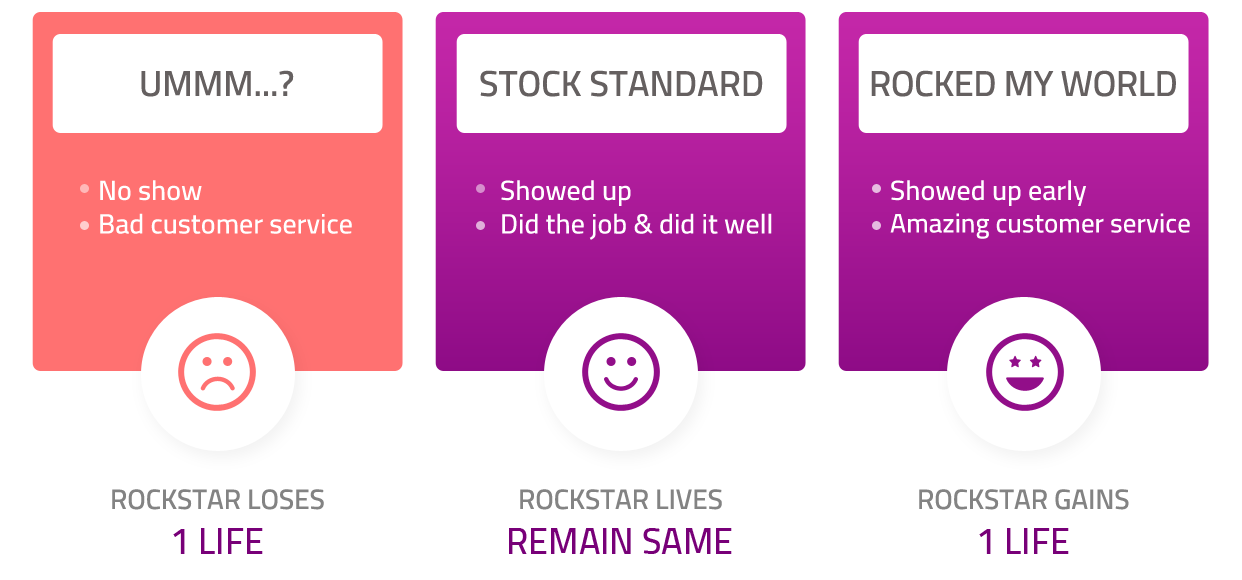 UMMM...?
• No show
• Bad customer service
ROCKSTAR LOSES
1 LIFE
STOCK STANDARD
• Showed up
• Did the job & did it well
ROCKSTAR LIVES
REMAIN SAME
ROCKED MY WORLD
• Showed up early
• Amazing customer service
ROCKSTAR GAINS
1 LIFE